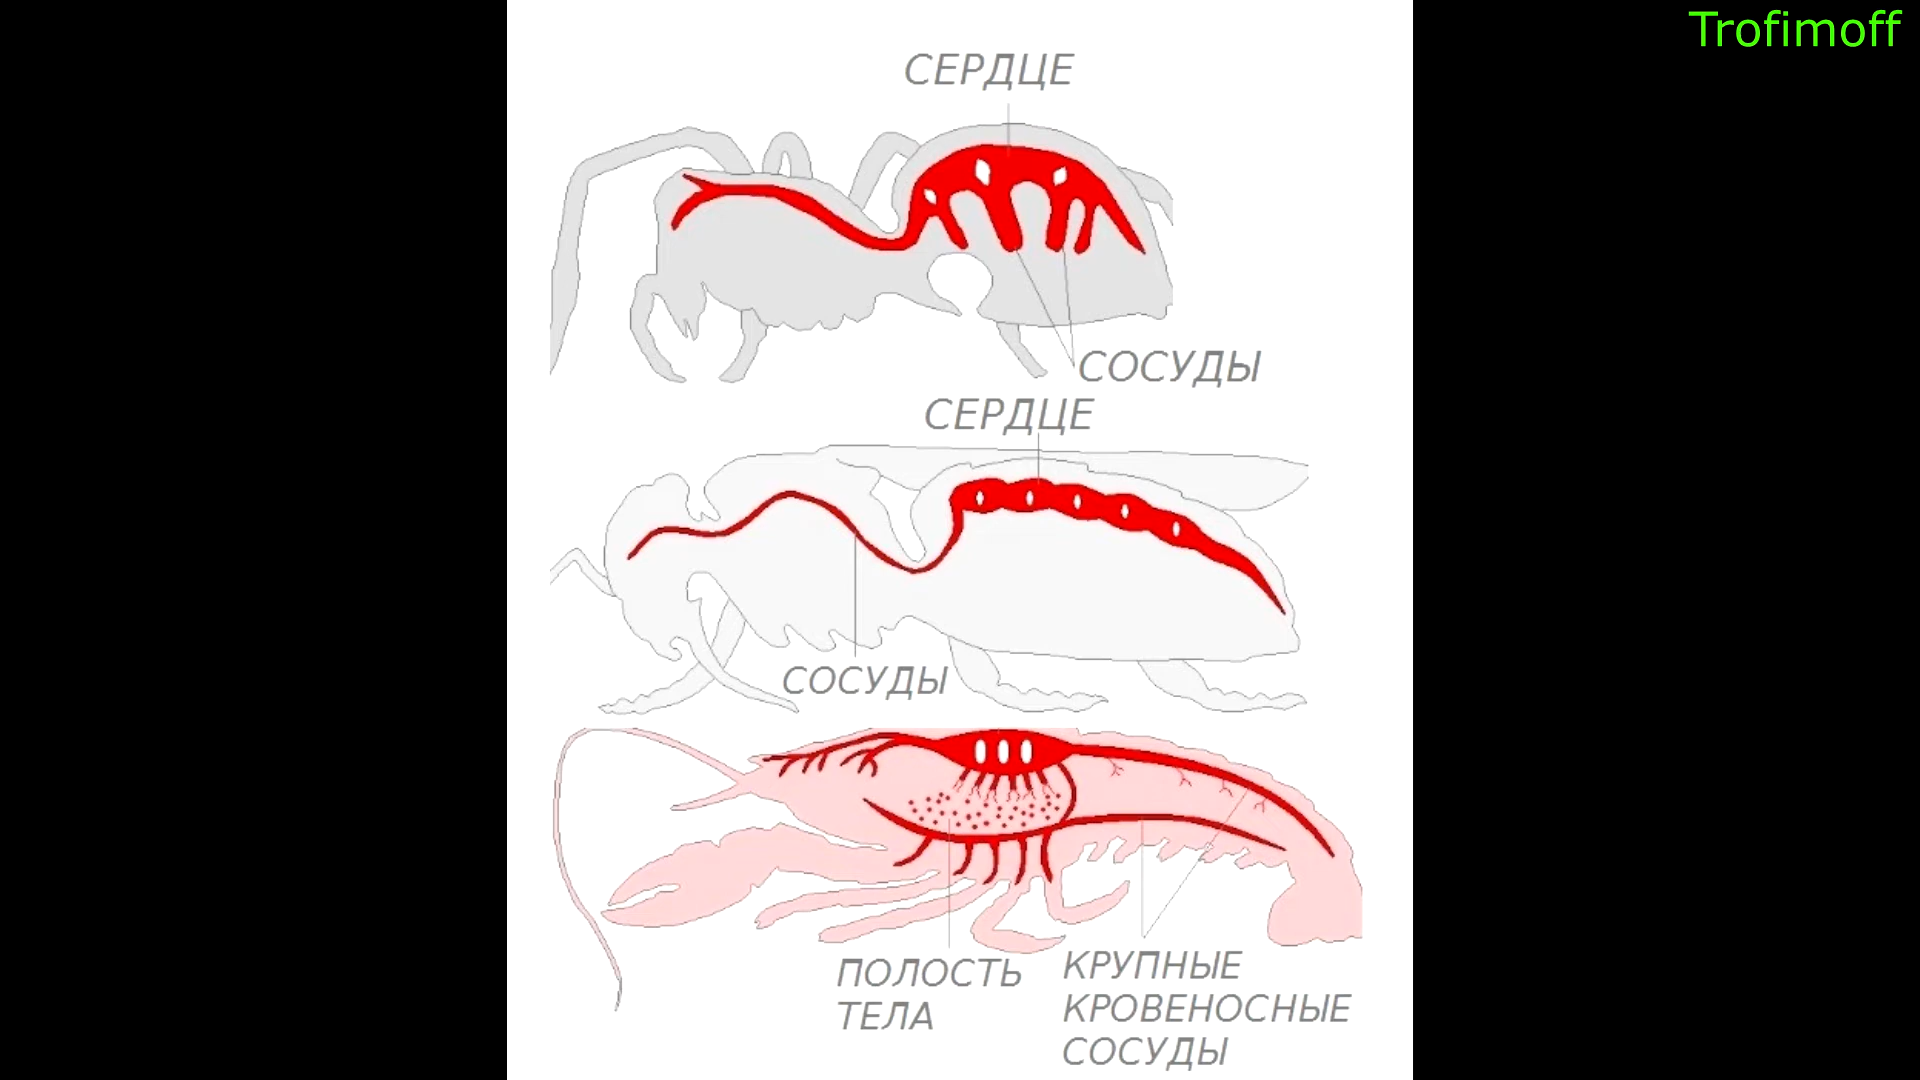 Trofimoff
СЕРДЦЕ
СОСУДЫ
СЕРДЦЕ
СОСУДЫ
ПОЛОСТЬ
ТЕЛА
КРУПНЫЕ
КРОВЕНОСНЫЕ
СОСУДЫ